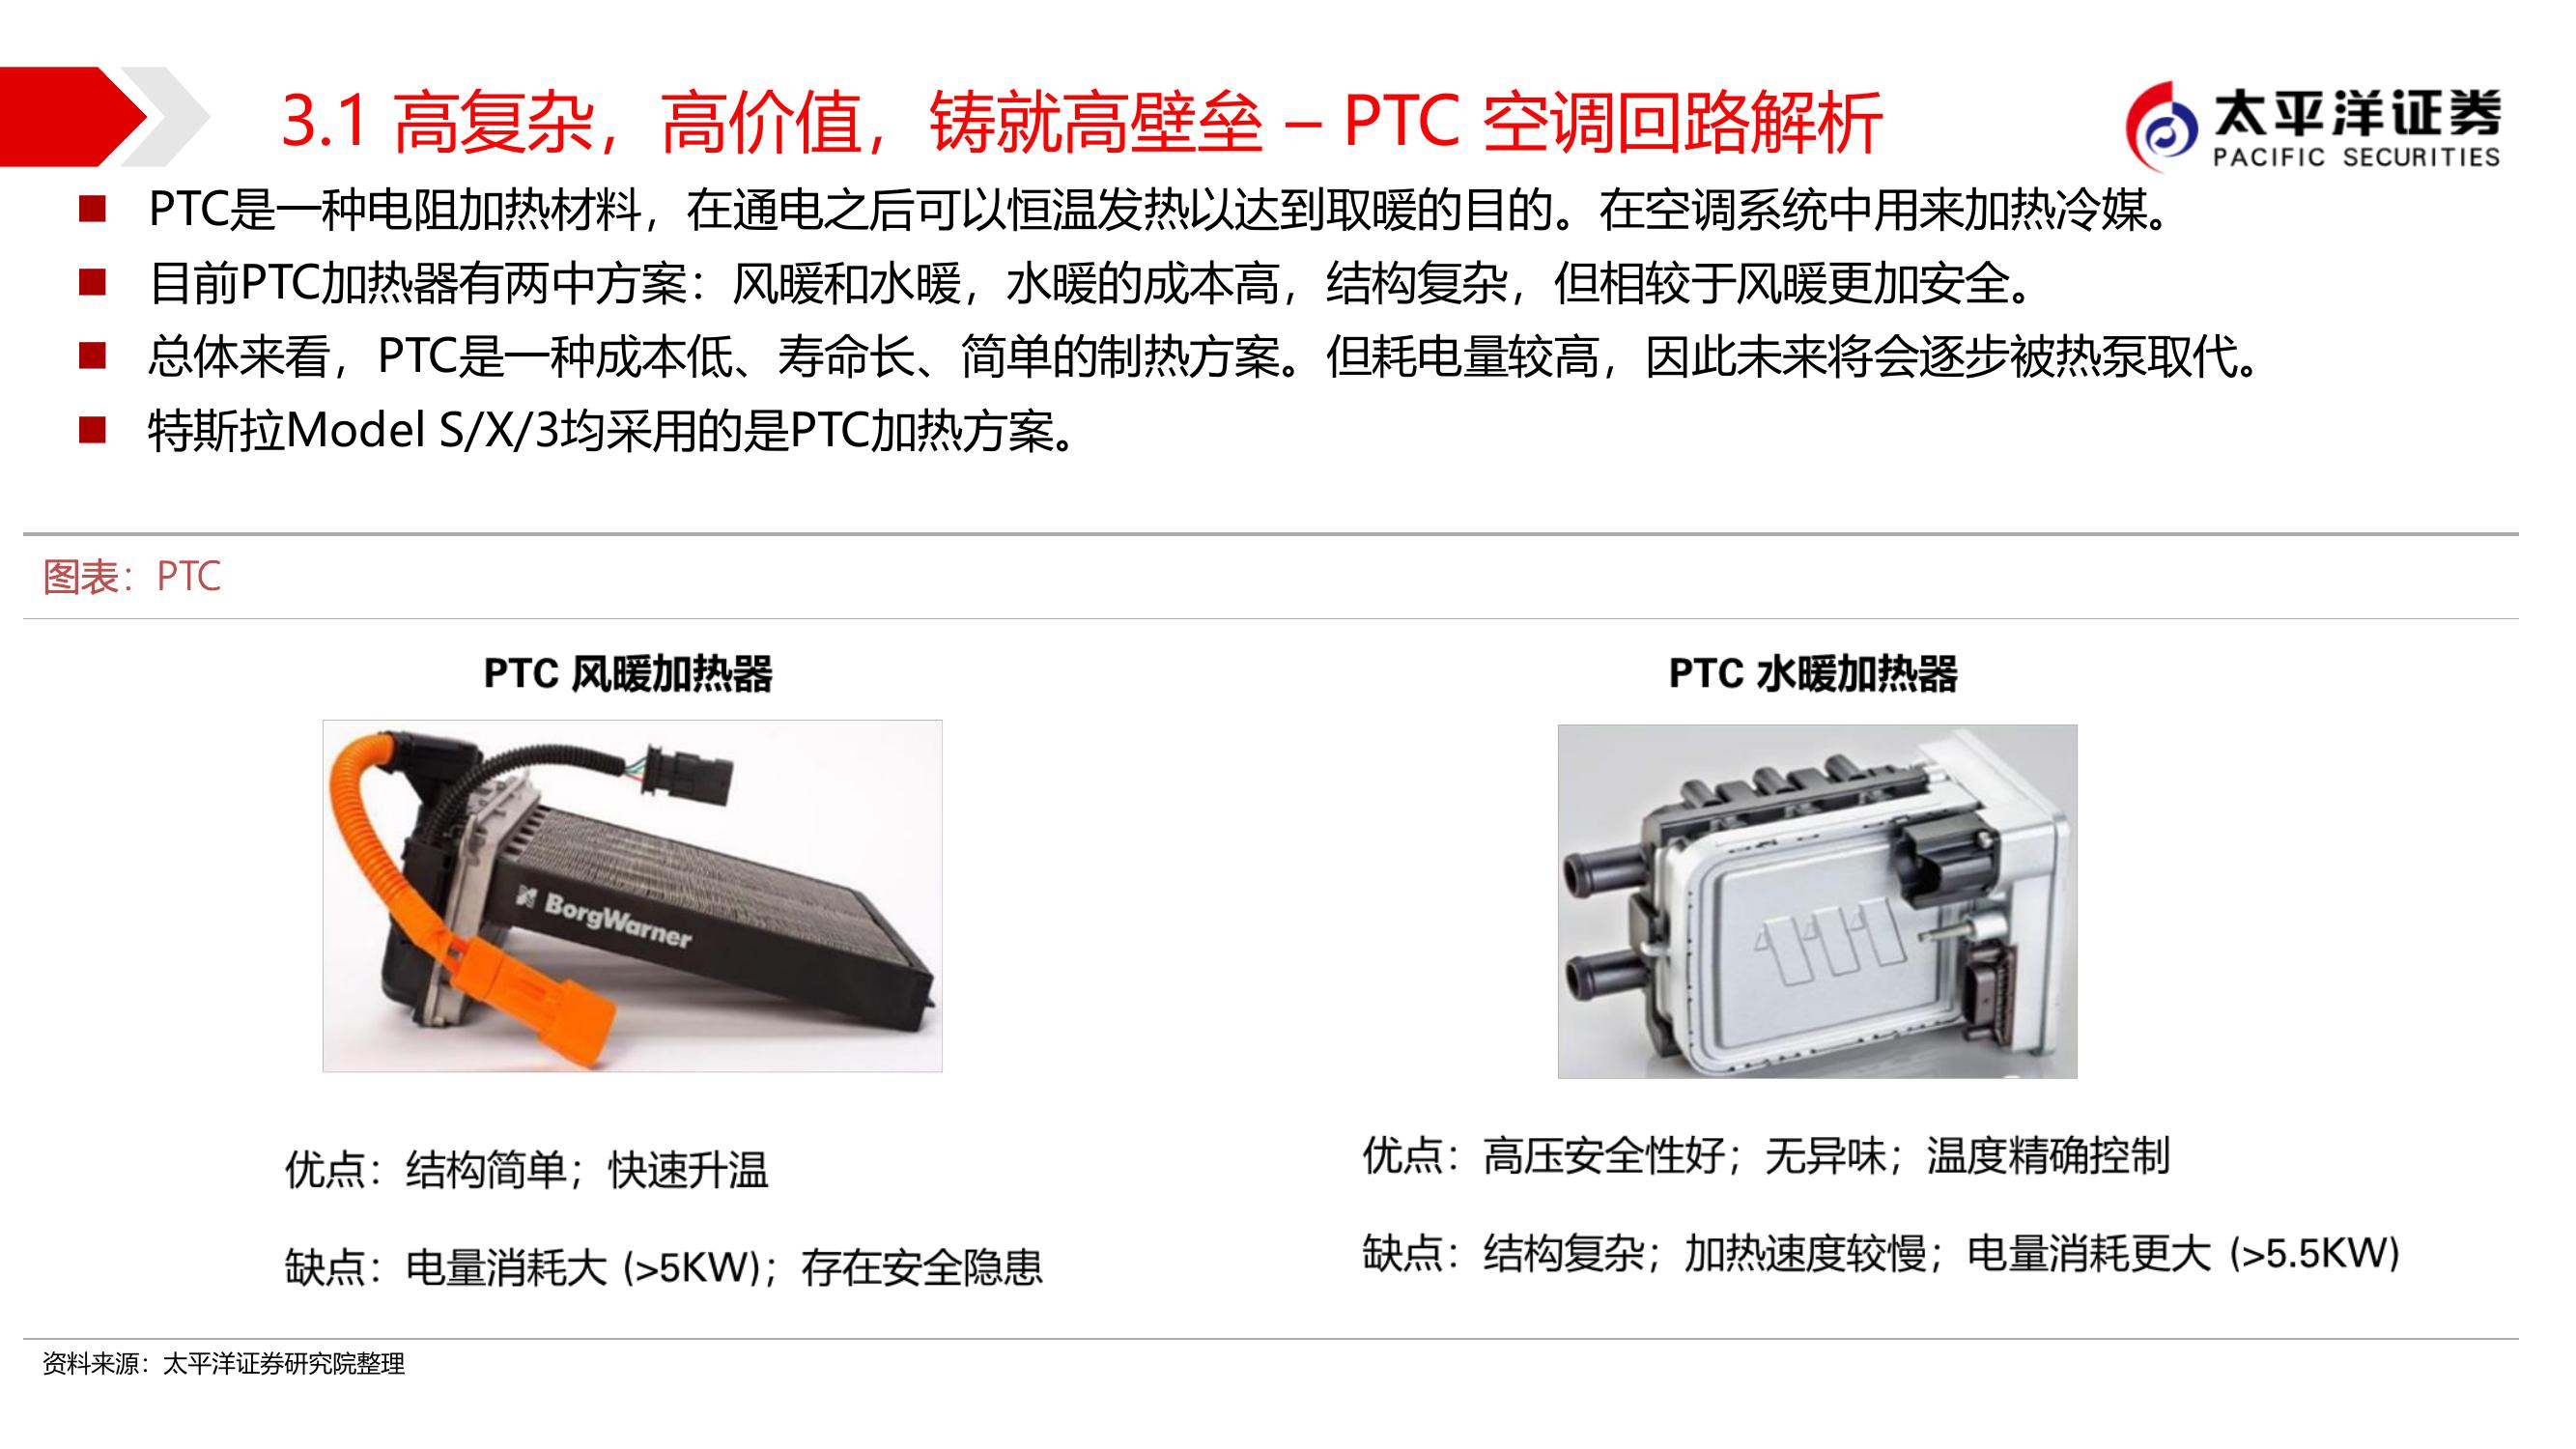 3.1 高复杂，高价值，铸就高壁垒 – PTC 空调回路解析
太平洋证券
PACIFIC SECURITIES
PTC是一种电阻加热材料，在通电之后可以恒温发热以达到取暖的目的。在空调系统中用来加热冷媒。
目前PTC加热器有两中方案：风暖和水暖，水暖的成本高，结构复杂，但相较于风暖更加安全。
总体来看，PTC是一种成本低、寿命长、简单的制热方案。但耗电量较高，因此未来将会逐步被热泵取代。
特斯拉Model S/X/3均采用的是PTC加热方案。
图表：PTC
PTC 风暖加热器
BorgWarner
优点：结构简单；快速升温
缺点：电量消耗大 (>5KW)；存在安全隐患
PTC 水暖加热器
优点：高压安全性好；无异味；温度精确控制
缺点：结构复杂；加热速度较慢；电量消耗更大 (>5.5KW)
资料来源：太平洋证券研究院整理